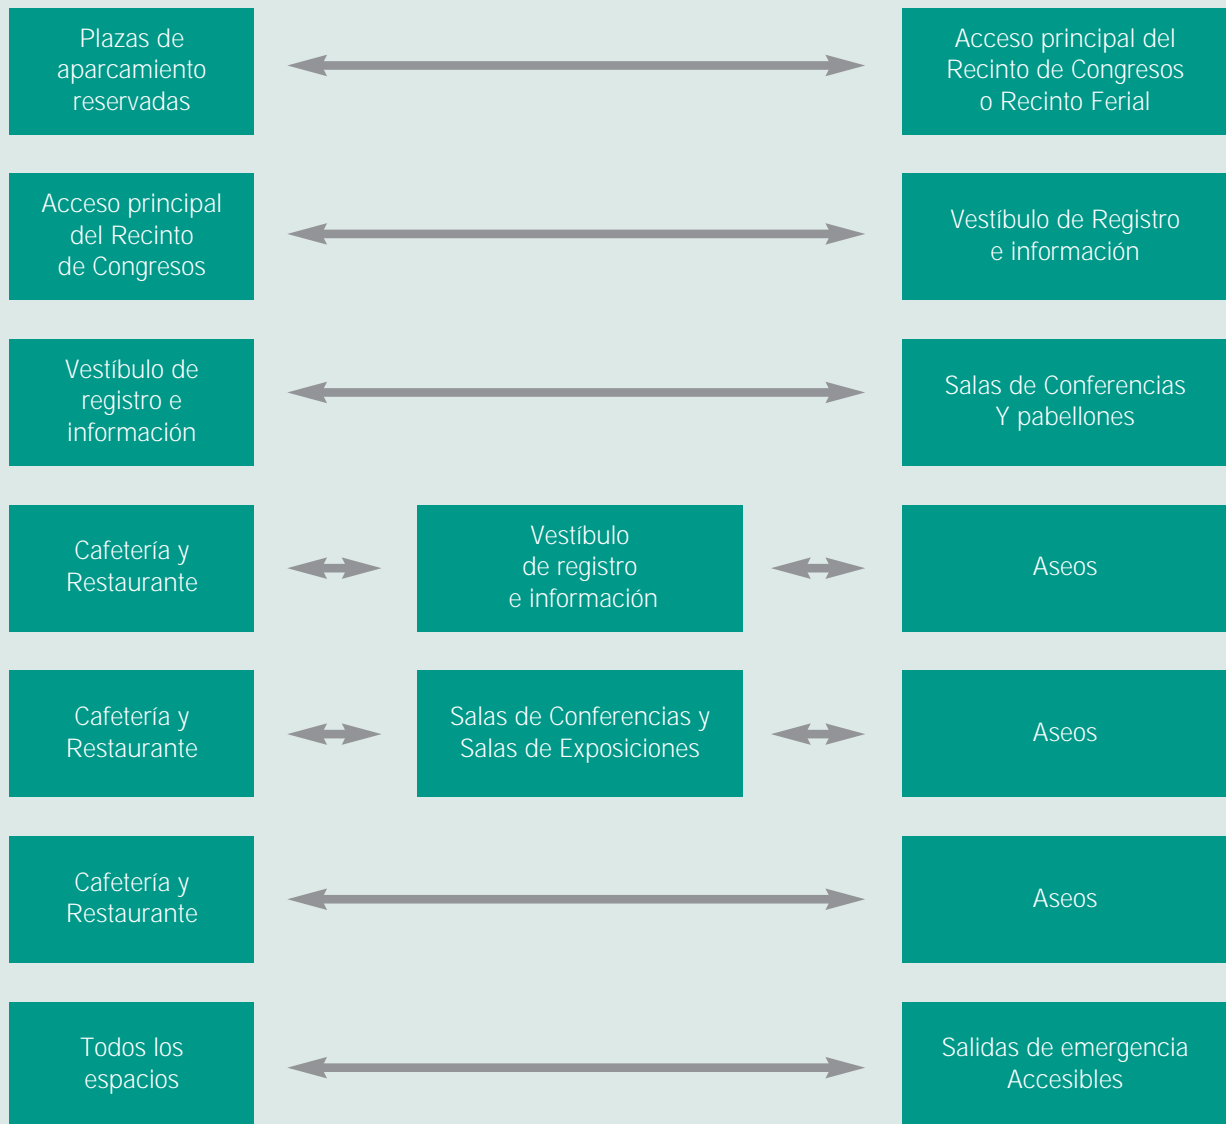 Plazas de
aparcamiento
reservadas
Acceso principal del
Recinto de Congresos
o Recinto Ferial
Acceso principal
del Recinto
de Congresos
Vestíbulo de Registro
e información
Vestíbulo de
registro e
información
Salas de Conferencias
Y pabellones
Cafetería y
Restaurante
Vestíbulo
de registro
e información
Aseos
Cafetería y
Restaurante
Salas de Conferencias y
Salas de Exposiciones
Aseos
Cafetería y
Restaurante
Aseos
Todos los
espacios
Salidas de emergencia
Accesibles